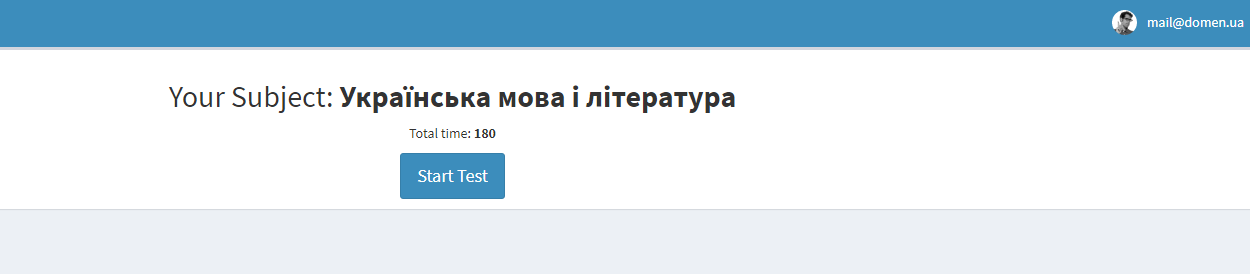 mail@domen.ua
Your Subject: Українська мова і література
Total time: 180
Start Test